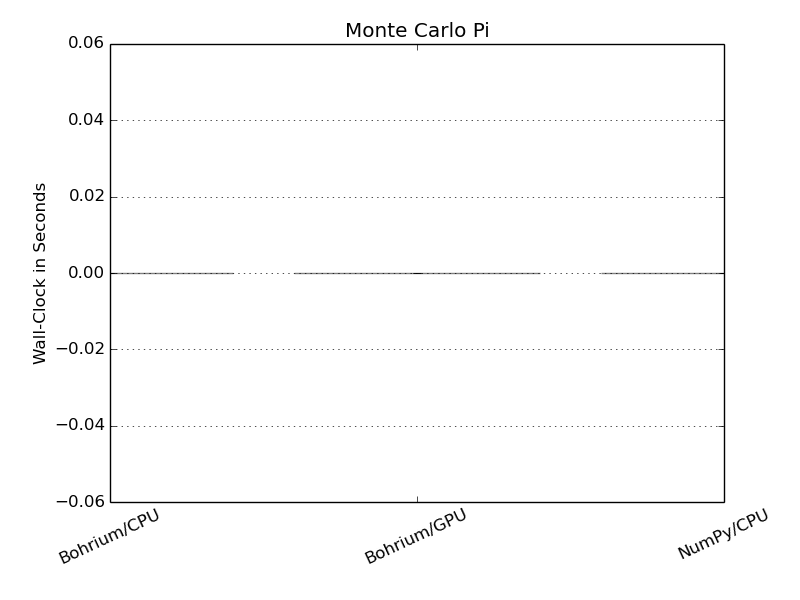 Monte Carlo Pi
0.06
0.04
0.02
0.00
−0.02
−0.04
−0.06
Wall-Clock in Seconds
Bohrium/CPU
Bohrium/GPU
NumPy/CPU